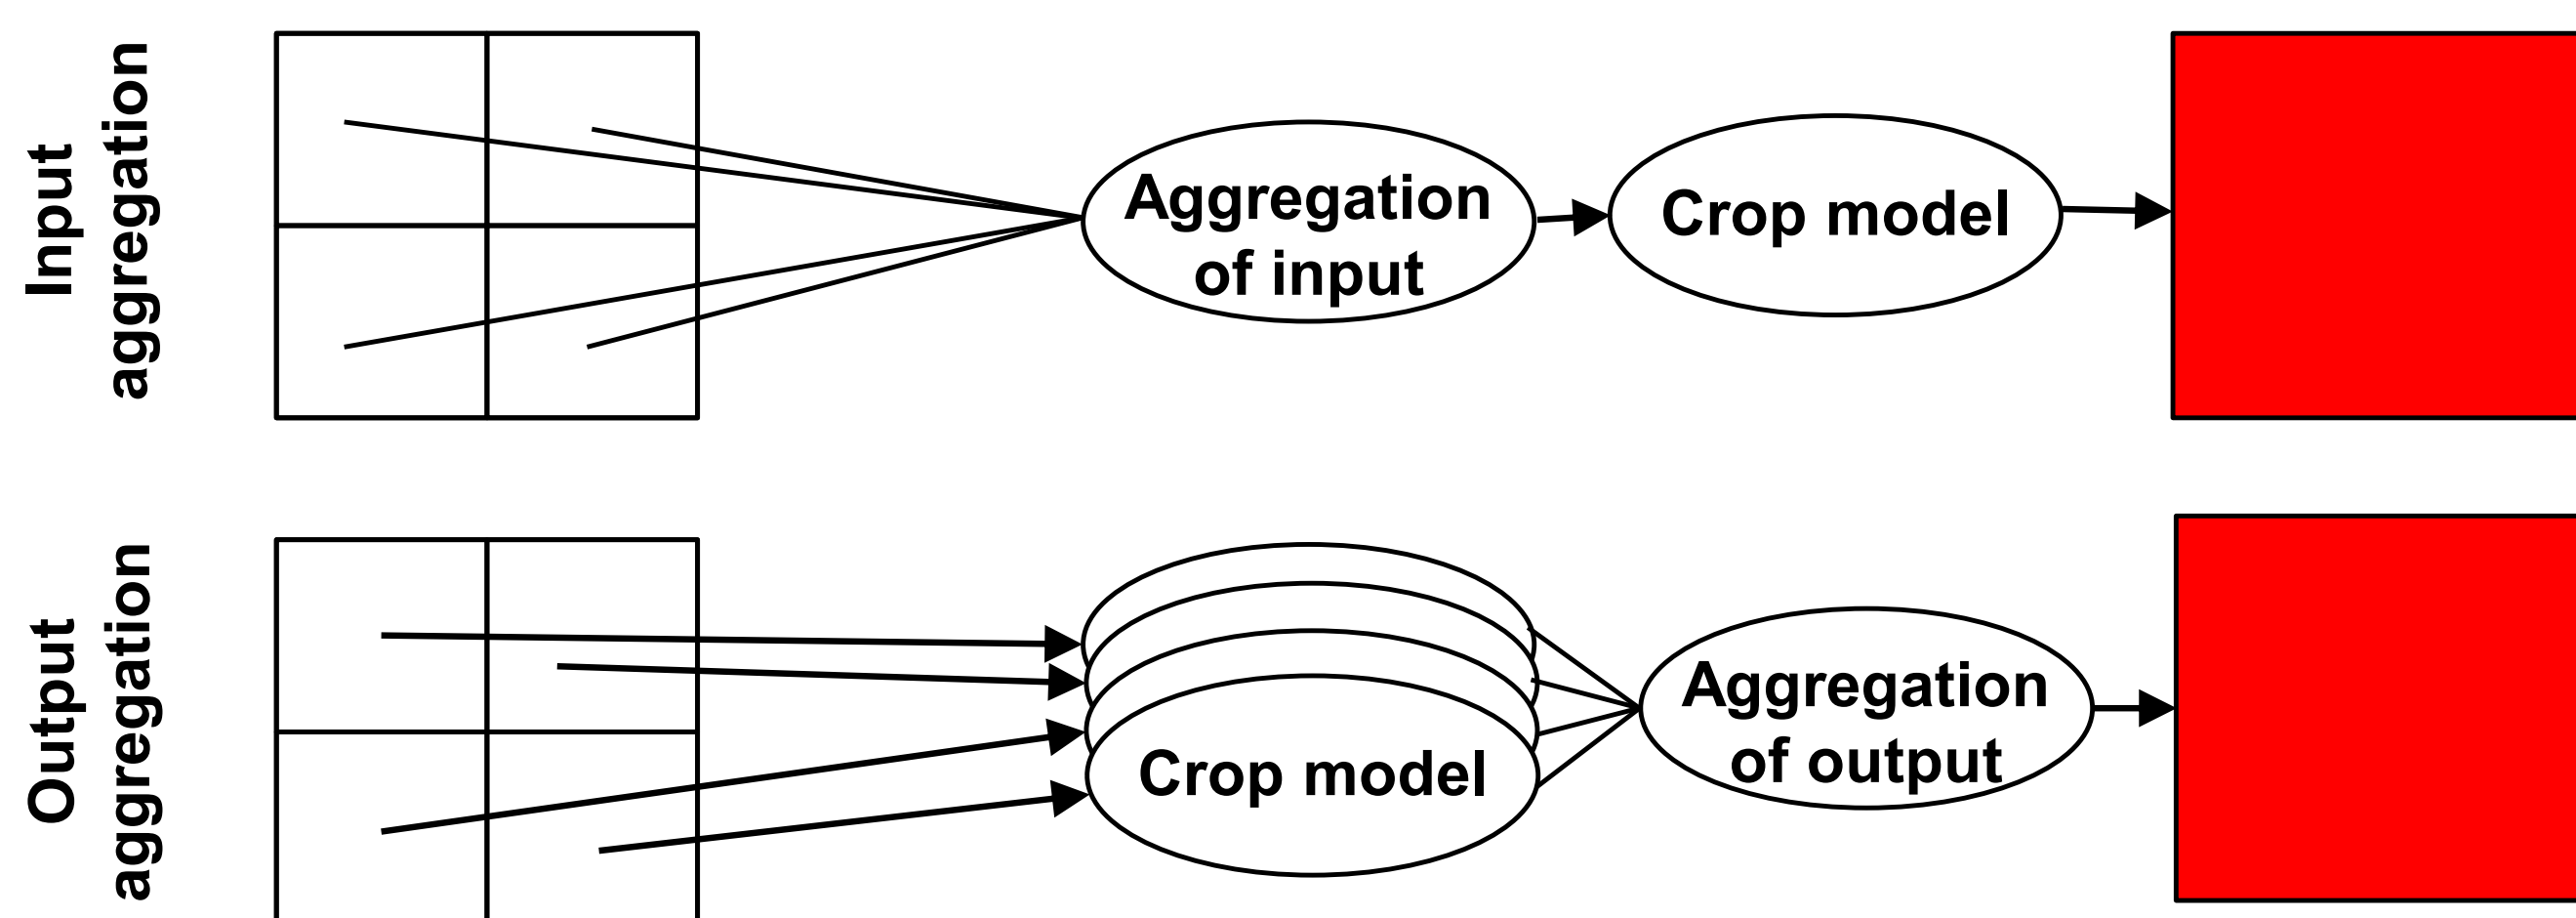 Input
aggregation
Aggregation
of input
Crop model
Output
aggregation
Crop model
Aggregation
of output